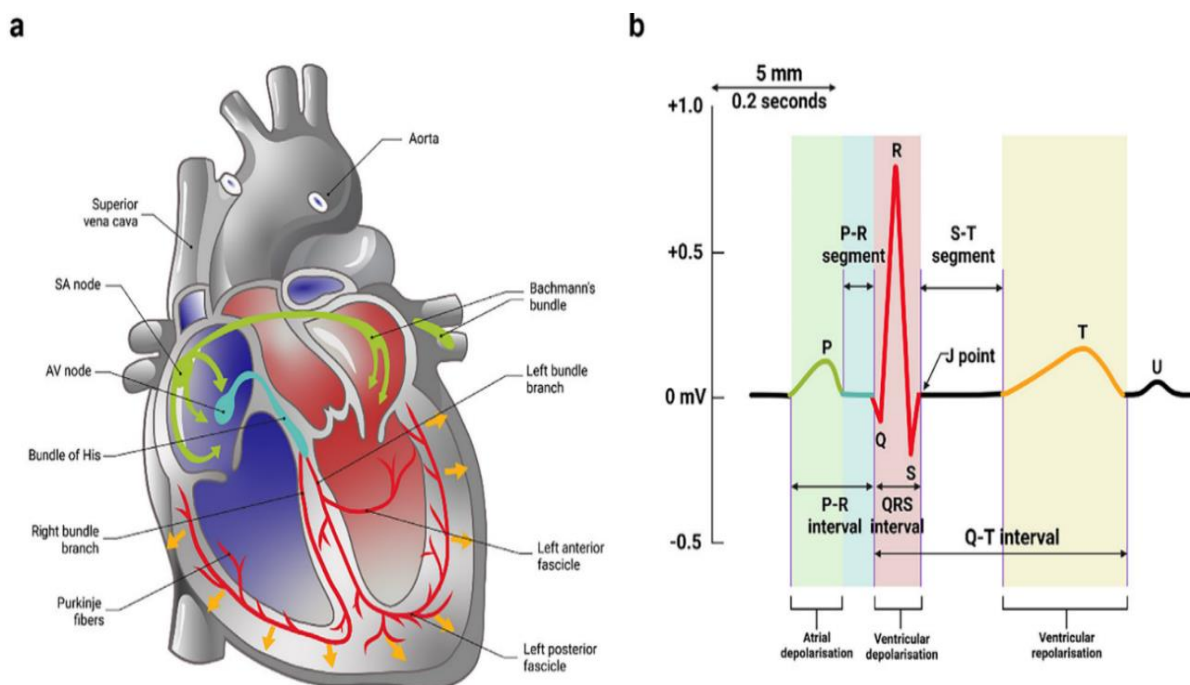 a
Aorta
Superior
vena cava
SA node
AV node
Bundle of His
Right bundle
branch
Purkinje
fibers
Bachmann's
bundle
Left bundle
branch
Left anterior
fascicle
Left posterior
fascicle
b
5 mm
0.2 seconds
+1.0
+0.5
0 mV
-0.5
R
P-R
segment
S-T
segment
P
J point
T
U
Q
S
P-R
interval
QRS
interval
Q-T interval
Atrial
depolarisation
Ventricular
depolarisation
Ventricular
repolarisation